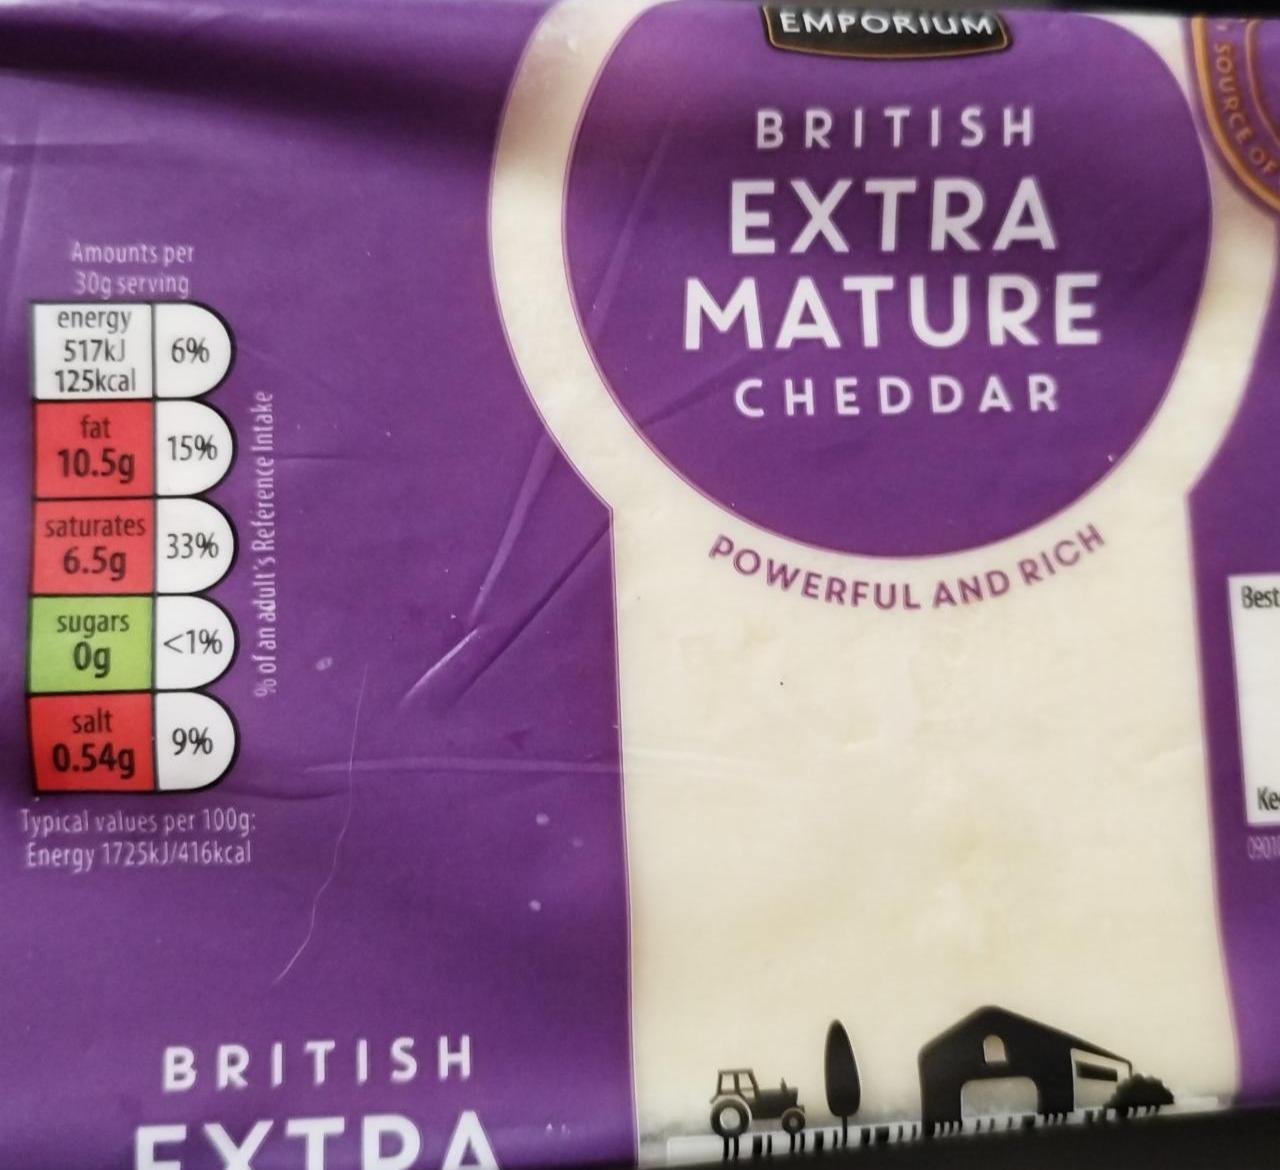 EMPORIUM
BRITISH
EXTRA
MATURE
CHEDDAR
POWERFUL AND RICH
SOURCE OF
Amounts per
30g serving
energy
517kJ
125kcal
6%
fat
10.5g
15%
saturates
6.5g
33%
sugars
0g
<1%
salt
0.54g
9%
% of an adult's Reference Intake
Typical values per 100g:
Energy 1725kJ/416kcal
Best
BRITISH
EXTRA